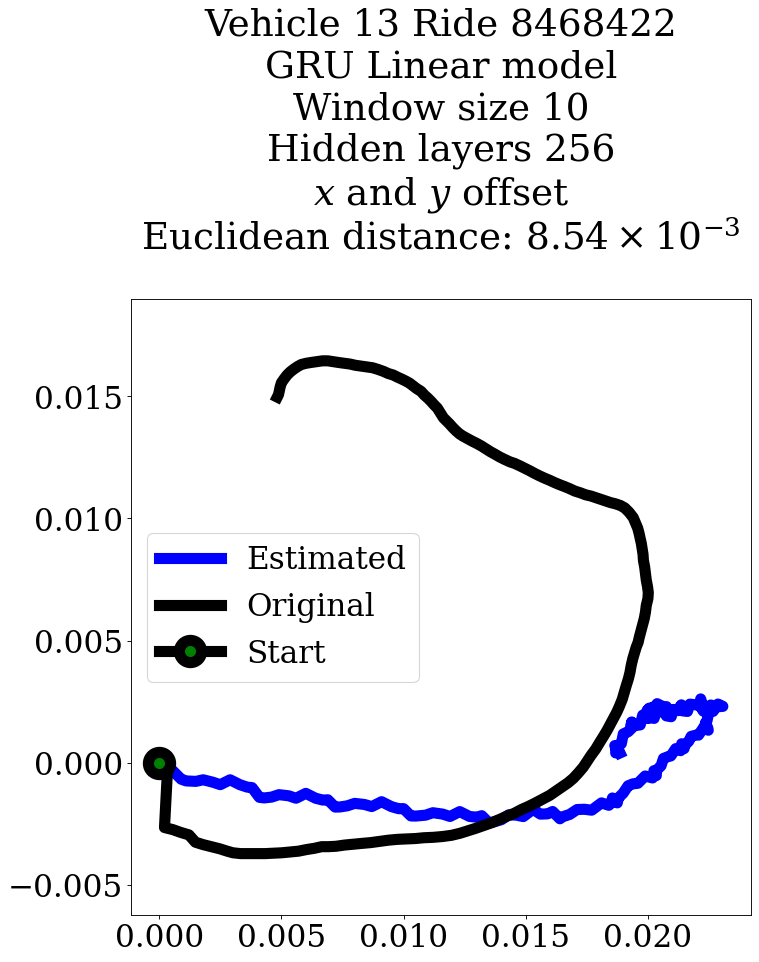 Vehicle 13 Ride 8468422
GRU Linear model
Window size 10
Hidden layers 256
x and y offset
Euclidean distance: 8.54 × 10⁻³
0.015
0.010
0.005
0.000
−0.005
Estimated
Original
Start
0.000 0.005 0.010 0.015 0.020